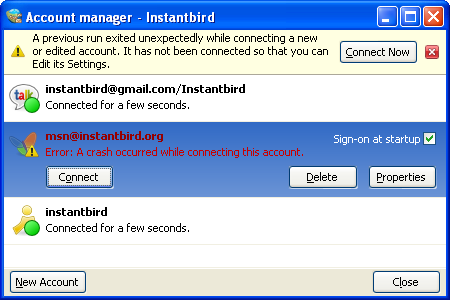 Account manager - Instantbird
A previous run exited unexpectedly while connecting a new
or edited account. It has not been connected so that you can
Edit its Settings.
Connect Now
talk
instantbird@gmail.com/Instantbird
Connected for a few seconds.
msn@instantbird.org
Sign-on at startup
Error: A crash occurred while connecting this account.
Connect
Delete
Properties
instantbird
Connected for a few seconds.
New Account
Close